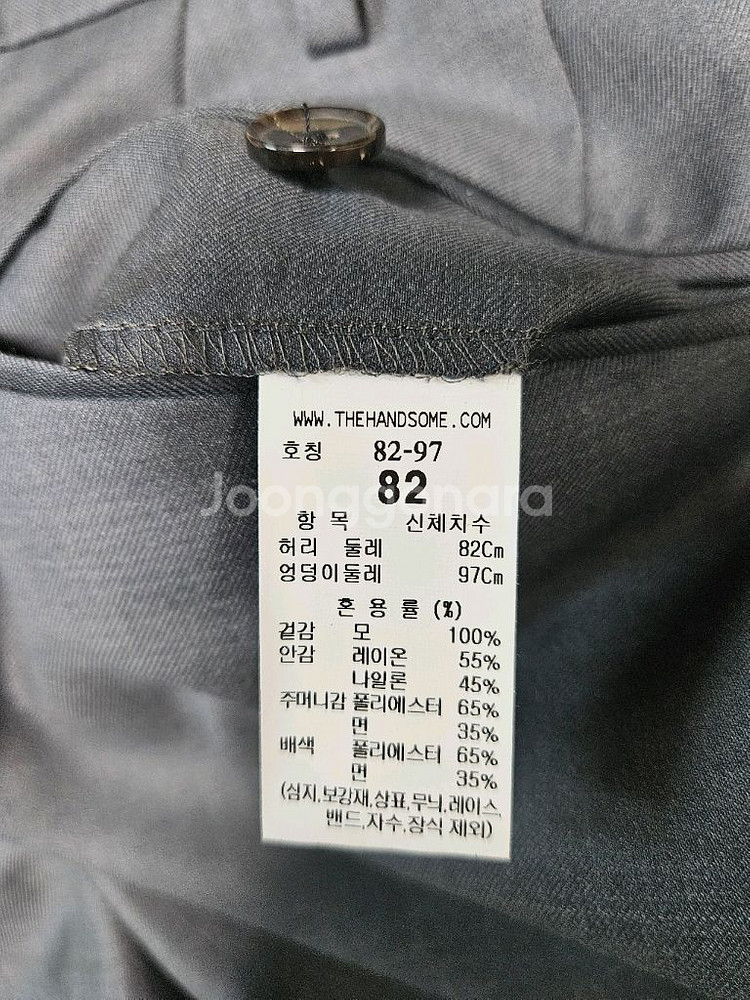 WWW.THEHANDSOME.COM
호칭 82-97
82
Joonggonara
항 목 신체치수
허리 둘레 82Cm
엉덩이둘레 97Cm
혼 용 률 (%)
겉감 모 100%
안감 레이온 55%
나일론 45%
주머니감 폴리에스터 65%
면 35%
배색 폴리에스터 65%
면 35%
(심지,보강재,상표,무늬,레이스,
밴드,자수,장식 제외)